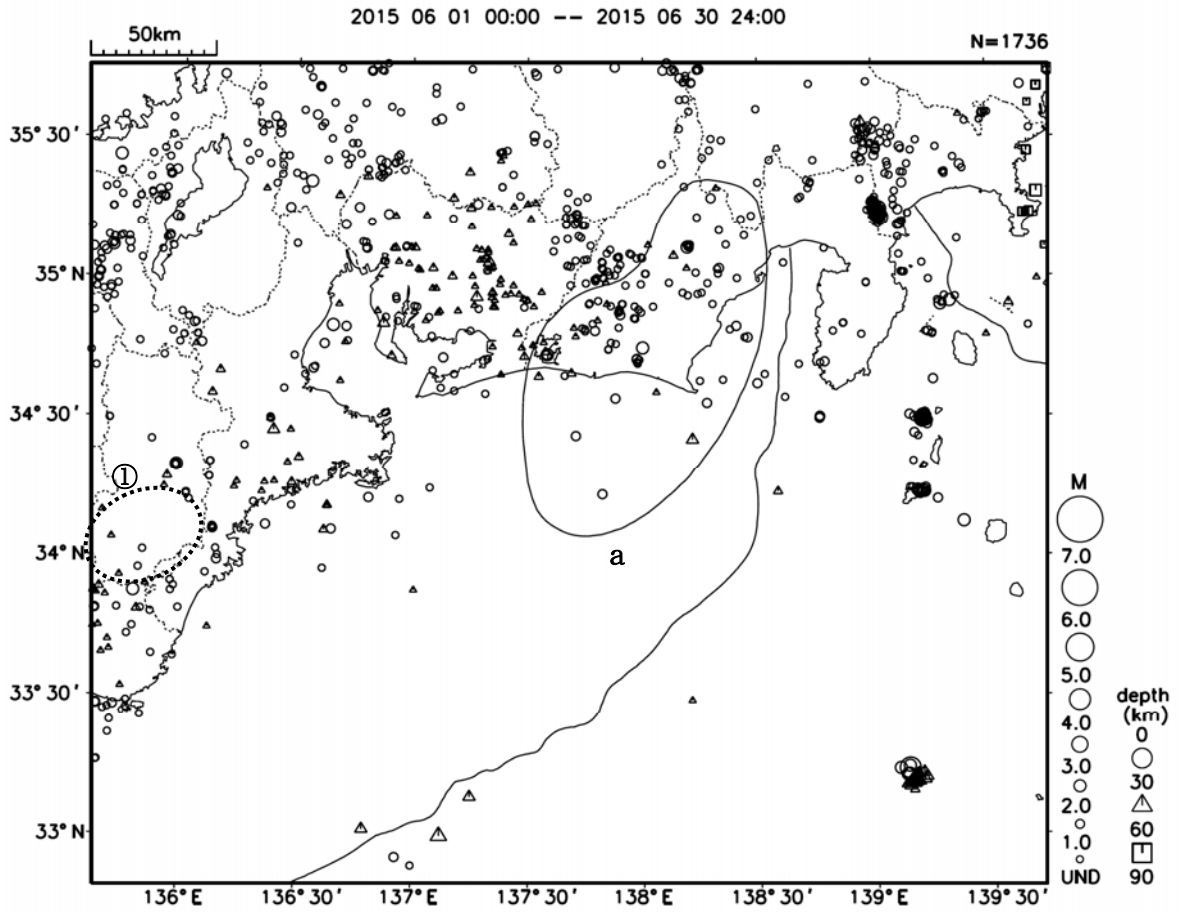 2015 06 01 00:00 -- 2015 06 30 24:00
50km
N=1736
35°30′
35°N
34°30′
①
34°N
a
33°30′
33°N
136°E
136°30′
137°E
137°30′
138°E
138°30′
139°E
139°30′
M
7.0
6.0
5.0
4.0
3.0
2.0
1.0
UND
depth
(km)
0
30
60
90